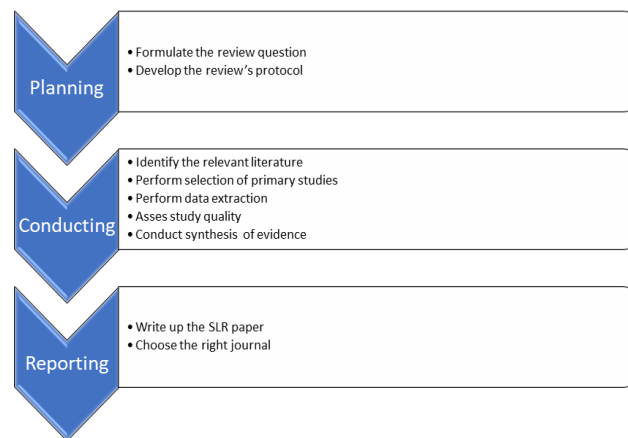 Planning
• Formulate the review question
• Develop the review's protocol
Conducting
• Identify the relevant literature
• Perform selection of primary studies
• Perform data extraction
• Asses study quality
• Conduct synthesis of evidence
Reporting
• Write up the SLR paper
• Choose the right journal